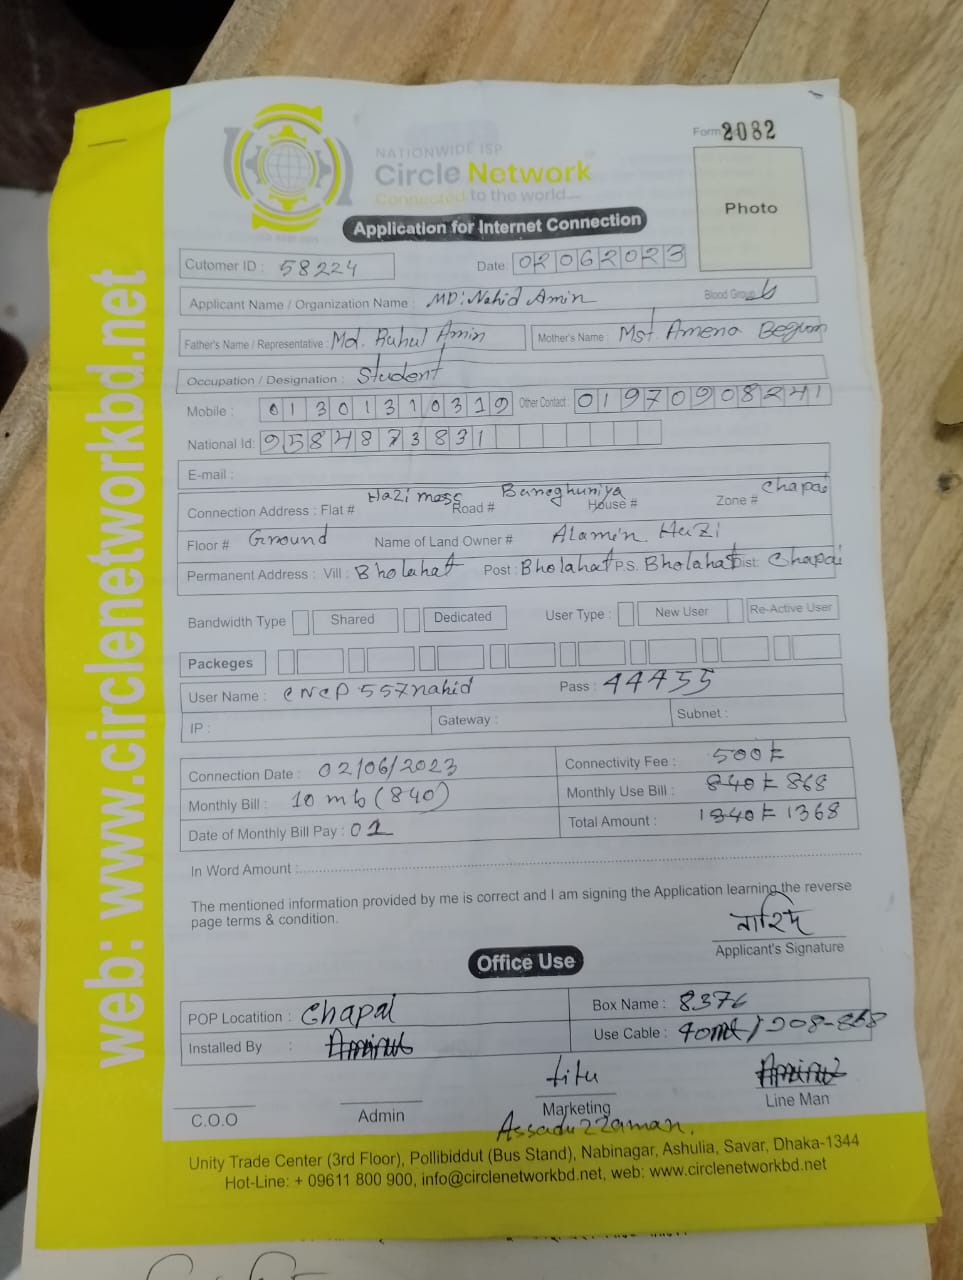 Form 2082
NATIONWIDE ISP
Circle Network
Connected to the world
Photo
Application for Internet Connection
Cutomer ID : 58224 Date: 02062023
Applicant Name / Organization Name : MD: Nahid Amin Blood Group
Father's Name / Representative : Md. Ruhul Amin Mother's Name : Mst. Amena Begum
Occupation / Designation : Student
Mobile : 01301310319 Other Contact : 01970908241
National Id: 9584873831
E-mail :
Connection Address : Flat # Hazi mess Road # House # Zone # Chapai
Floor # Ground Name of Land Owner # Alamin Hazi
Permanent Address : Vill : Bholahat Post : Bholahat P.S. Bholahat Dist: Chapai
Bandwidth Type Shared Dedicated User Type : New User Re-Active User
Packeges
User Name : cncp557nahid Pass : 44455
IP : Gateway : Subnet :
Connection Date : 02/06/2023 Connectivity Fee : 500৳
Monthly Bill : 10 mb (840) Monthly Use Bill : 840৳ 868
Date of Monthly Bill Pay : 01 Total Amount : 1340৳ 1368
In Word Amount :
The mentioned information provided by me is correct and I am signing the Application learning the reverse
page terms & condition.
নাহিদ
Applicant's Signature
Office Use
POP Locatition : Chapai Box Name : 8376
Installed By : Aminul Use Cable : 40mt / 908-868
titu
C.O.O Admin Marketing Line Man
Assaduzzaman.
Unity Trade Center (3rd Floor), Pollibiddut (Bus Stand), Nabinagar, Ashulia, Savar, Dhaka-1344
Hot-Line: + 09611 800 900, info@circlenetworkbd.net, web: www.circlenetworkbd.net
web: www.circlenetworkbd.net